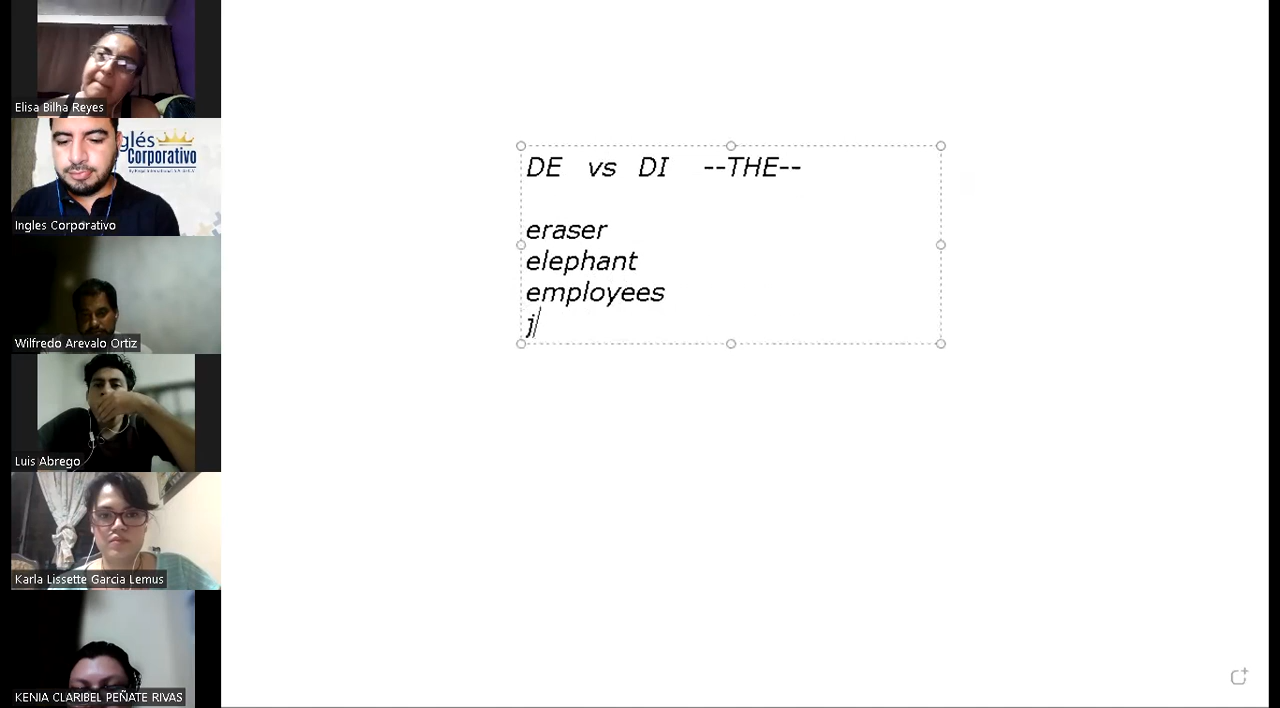 Elisa Bilha Reyes
glés
Corporativo
Ingles Corporativo
Wilfredo Arevalo Ortiz
Luis Abrego
Karla Lissette Garcia Lemus
KENIA CLARIBEL PEÑATE RIVAS
DE vs DI --THE--
eraser
elephant
employees
j